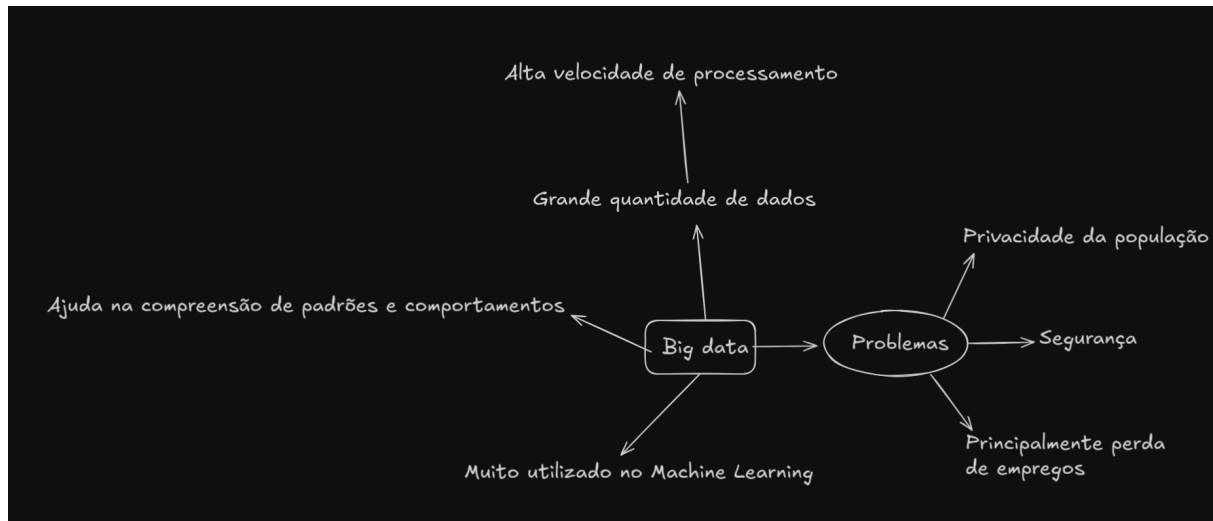 Alta velocidade de processamento
Grande quantidade de dados
Privacidade da população
Ajuda na compreensão de padrões e comportamentos
Big data
Problemas
Segurança
Muito utilizado no Machine Learning
Principalmente perda
de empregos